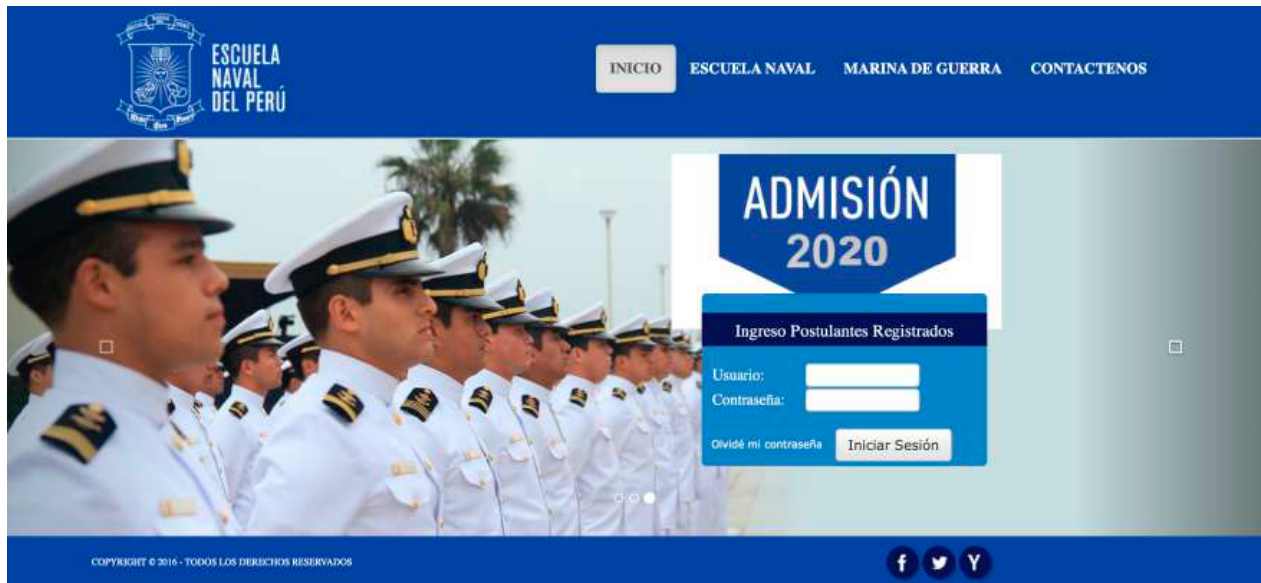 ESCUELA
NAVAL
DEL PERÚ
INICIO
ESCUELA NAVAL
MARINA DE GUERRA
CONTACTENOS
ADMISIÓN
2020
Ingreso Postulantes Registrados
Usuario:
Contraseña:
Olvidé mi contraseña
Iniciar Sesión
COPYRIGHT © 2016 - TODOS LOS DERECHOS RESERVADOS